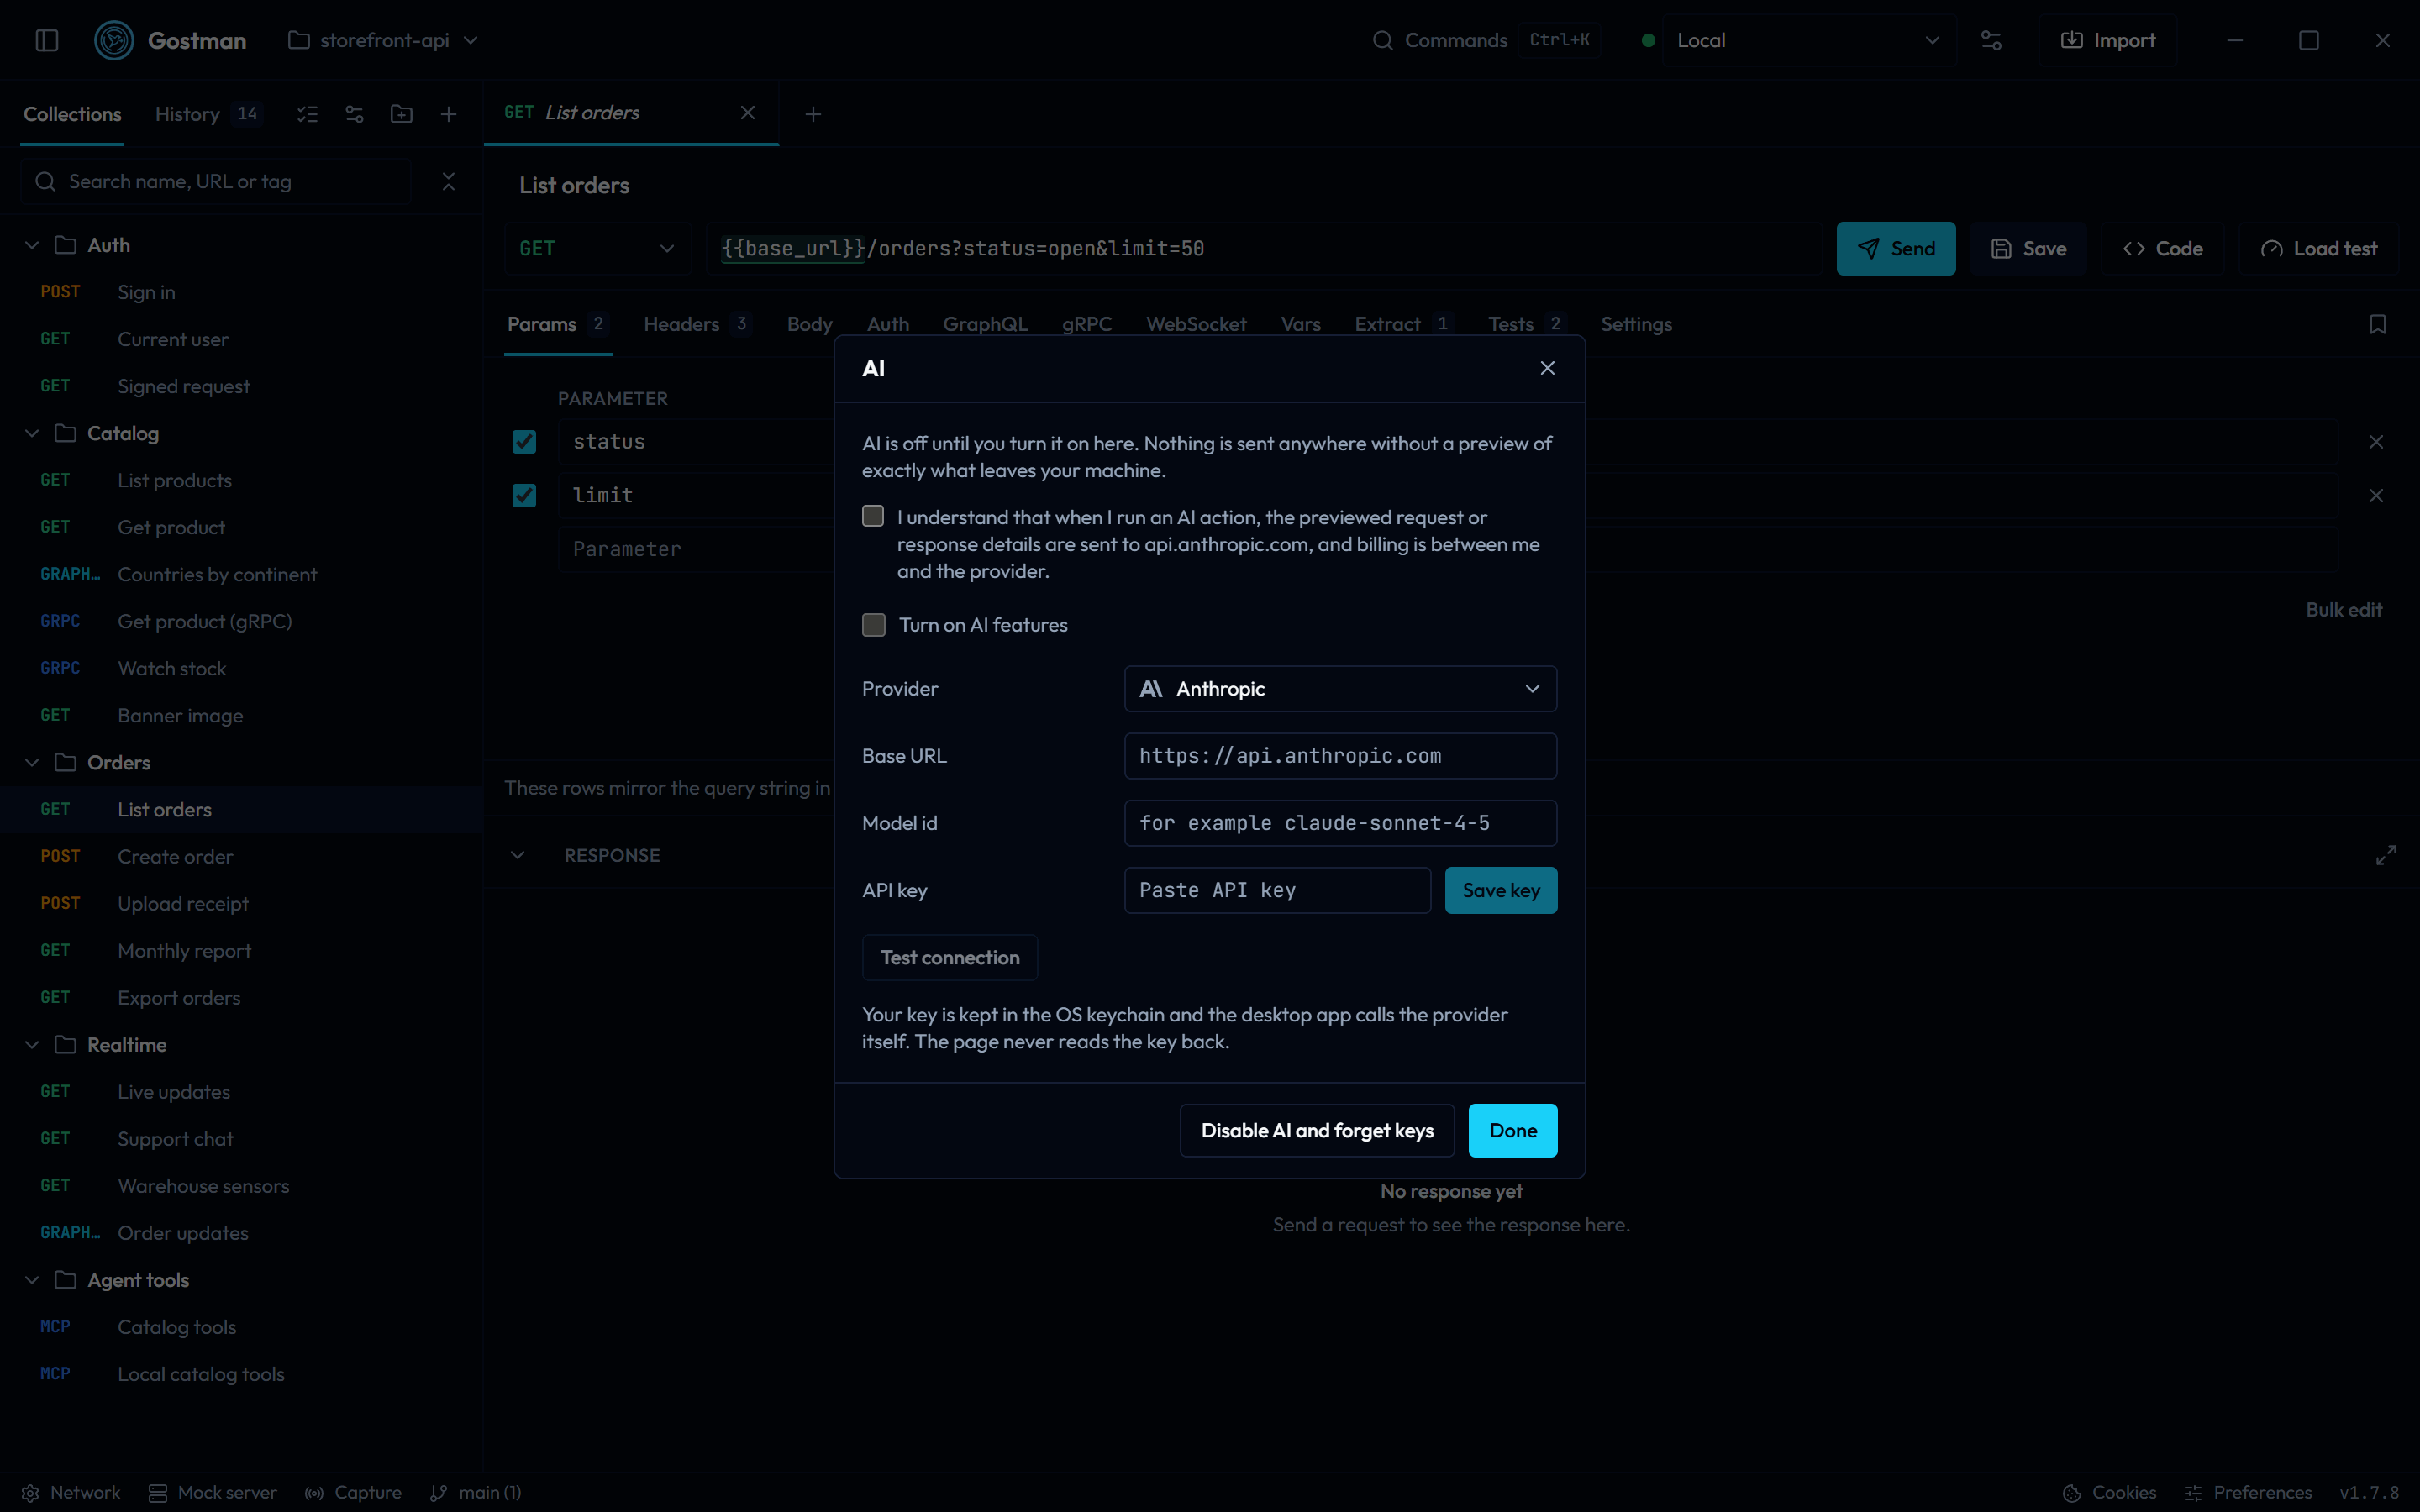 Gostman
storefront-api
Commands
Ctrl+K
Local
Import
Collections
History 14
GET List orders
Search name, URL or tag
Auth
POST Sign in
GET Current user
GET Signed request
Catalog
GET List products
GET Get product
GRAPH… Countries by continent
GRPC Get product (gRPC)
GRPC Watch stock
GET Banner image
Orders
GET List orders
POST Create order
POST Upload receipt
GET Monthly report
GET Export orders
Realtime
GET Live updates
GET Support chat
GET Warehouse sensors
GRAPH… Order updates
Agent tools
MCP Catalog tools
MCP Local catalog tools
List orders
GET
{{base_url}}/orders?status=open&limit=50
Send
Save
Code
Load test
Params 2
Headers 3
Body
Auth
GraphQL
gRPC
WebSocket
Vars
Extract 1
Tests 2
Settings
PARAMETER
status
limit
Parameter
Bulk edit
These rows mirror the query string in
RESPONSE
No response yet
Send a request to see the response here.
AI
AI is off until you turn it on here. Nothing is sent anywhere without a preview of
exactly what leaves your machine.
I understand that when I run an AI action, the previewed request or
response details are sent to api.anthropic.com, and billing is between me
and the provider.
Turn on AI features
Provider
Anthropic
Base URL
https://api.anthropic.com
Model id
for example claude-sonnet-4-5
API key
Paste API key
Save key
Test connection
Your key is kept in the OS keychain and the desktop app calls the provider
itself. The page never reads the key back.
Disable AI and forget keys
Done
Network
Mock server
Capture
main (1)
Cookies
Preferences
v1.7.8